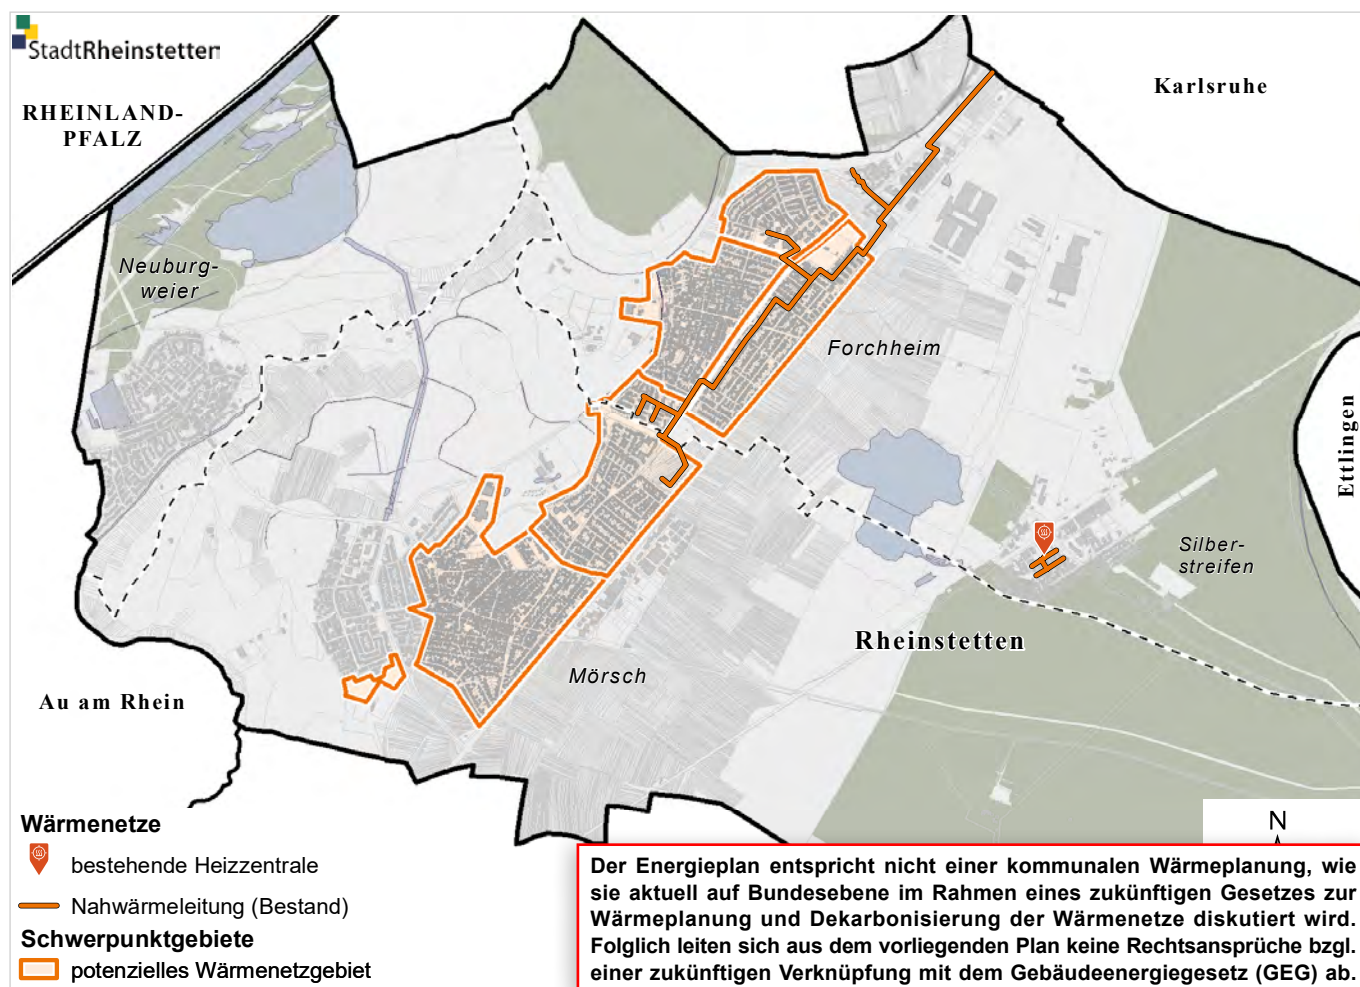 StadtRheinstetten
RHEINLAND-
PFALZ
Karlsruhe
Neuburg-
weier
Forchheim
Ettlingen
Silber-
streifen
Rheinstetten
Mörsch
Au am Rhein
N
Wärmenetze
bestehende Heizzentrale
Nahwärmeleitung (Bestand)
Schwerpunktgebiete
potenzielles Wärmenetzgebiet
Der Energieplan entspricht nicht einer kommunalen Wärmeplanung, wie
sie aktuell auf Bundesebene im Rahmen eines zukünftigen Gesetzes zur
Wärmeplanung und Dekarbonisierung der Wärmenetze diskutiert wird.
Folglich leiten sich aus dem vorliegenden Plan keine Rechtsansprüche bzgl.
einer zukünftigen Verknüpfung mit dem Gebäudeenergiegesetz (GEG) ab.